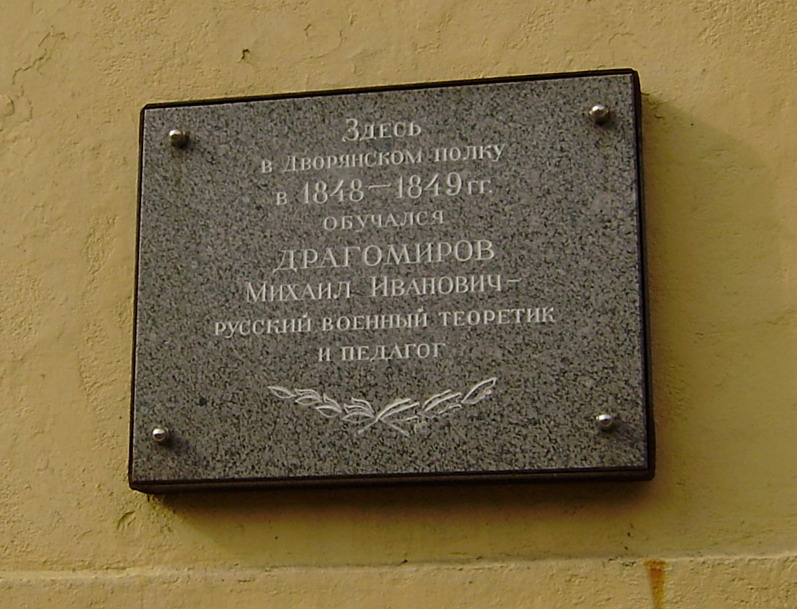 Здесь
в Дворянском полку
в 1848–1849 гг.
обучался
ДРАГОМИРОВ
Михаил Иванович–
русский военный теоретик
и педагог